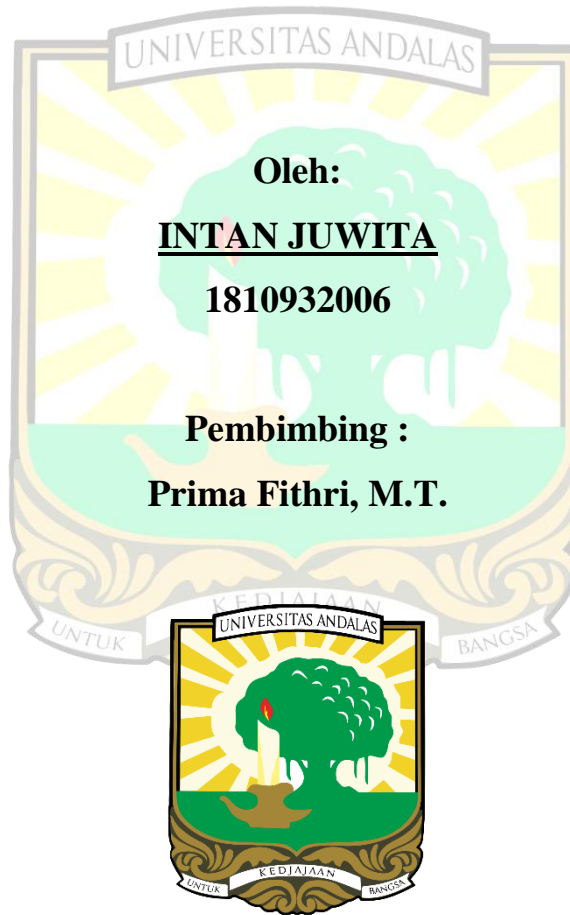 UNIVERSITAS ANDALAS
Oleh:
INTAN JUWITA
1810932006
Pembimbing :
Prima Fithri, M.T.
UNTUK KEDJAJAAN BANGSA
UNIVERSITAS ANDALAS
UNTUK KEDJAJAAN BANGSA